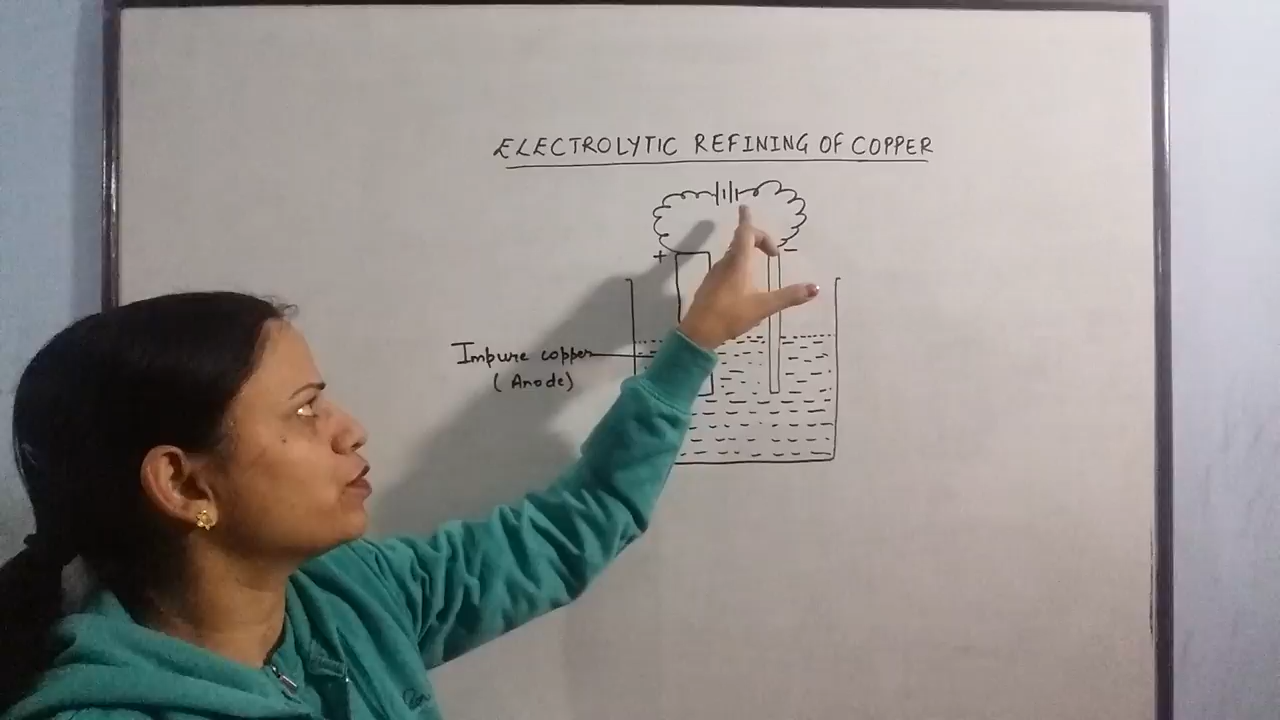 ELECTROLYTIC REFINING OF COPPER
+ −
Impure copper
(Anode)